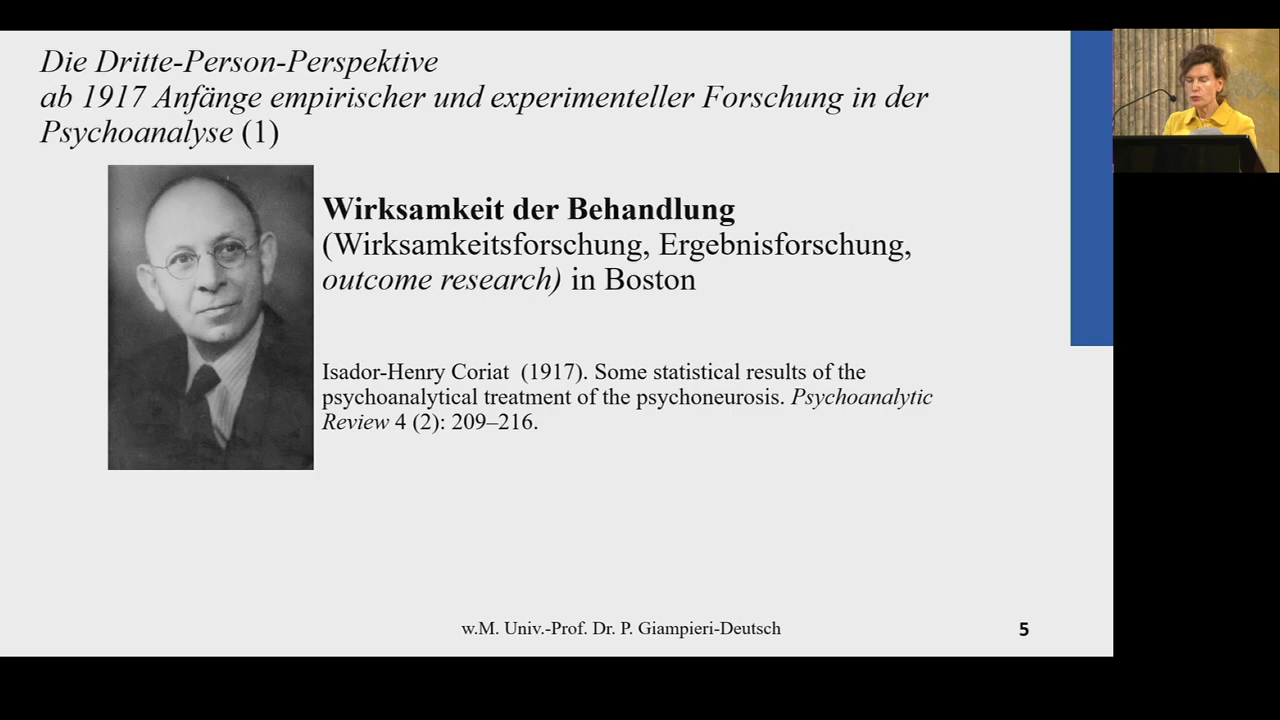 Die Dritte-Person-Perspektive
ab 1917 Anfänge empirischer und experimenteller Forschung in der
Psychoanalyse (1)
Wirksamkeit der Behandlung
(Wirksamkeitsforschung, Ergebnisforschung,
outcome research) in Boston
Isador-Henry Coriat (1917). Some statistical results of the
psychoanalytical treatment of the psychoneurosis. Psychoanalytic
Review 4 (2): 209–216.
w.M. Univ.-Prof. Dr. P. Giampieri-Deutsch
5